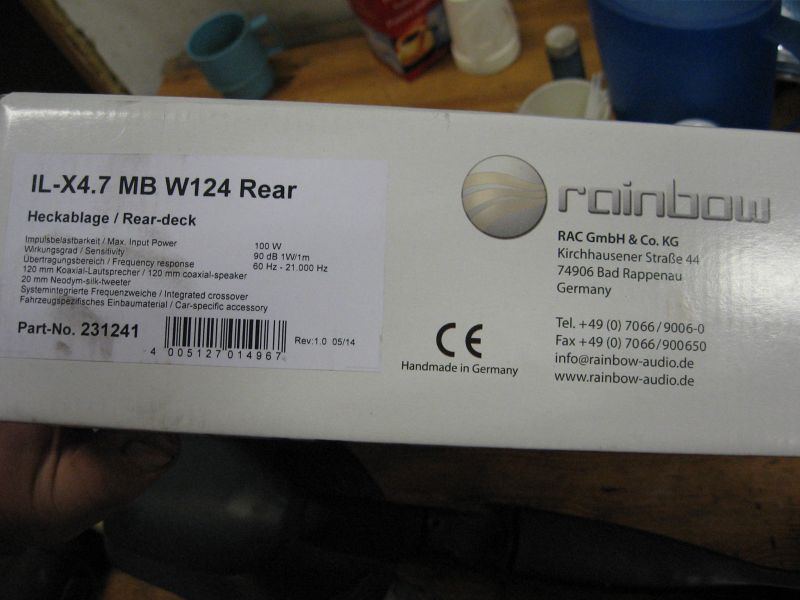 IL-X4.7 MB W124 Rear
Heckablage / Rear-deck
Impulsbelastbarkeit / Max. Input Power 100 W
Wirkungsgrad / Sensitivity 90 dB 1W/1m
Übertragungsbereich / Frequency response 60 Hz - 21.000 Hz
120 mm Koaxial-Lautsprecher / 120 mm coaxial-speaker
20 mm Neodym-silk-tweeter
Systemintegrierte Frequenzweiche / Integrated crossover
Fahrzeugspezifisches Einbaumaterial / Car-specific accessory
Part-No. 231241
4 005127 014967
Rev:1.0 05/14
rainbow
RAC GmbH & Co. KG
Kirchhausener Straße 44
74906 Bad Rappenau
Germany
Tel. +49 (0) 7066/9006-0
Fax +49 (0) 7066/900650
info@rainbow-audio.de
www.rainbow-audio.de
CE
Handmade in Germany